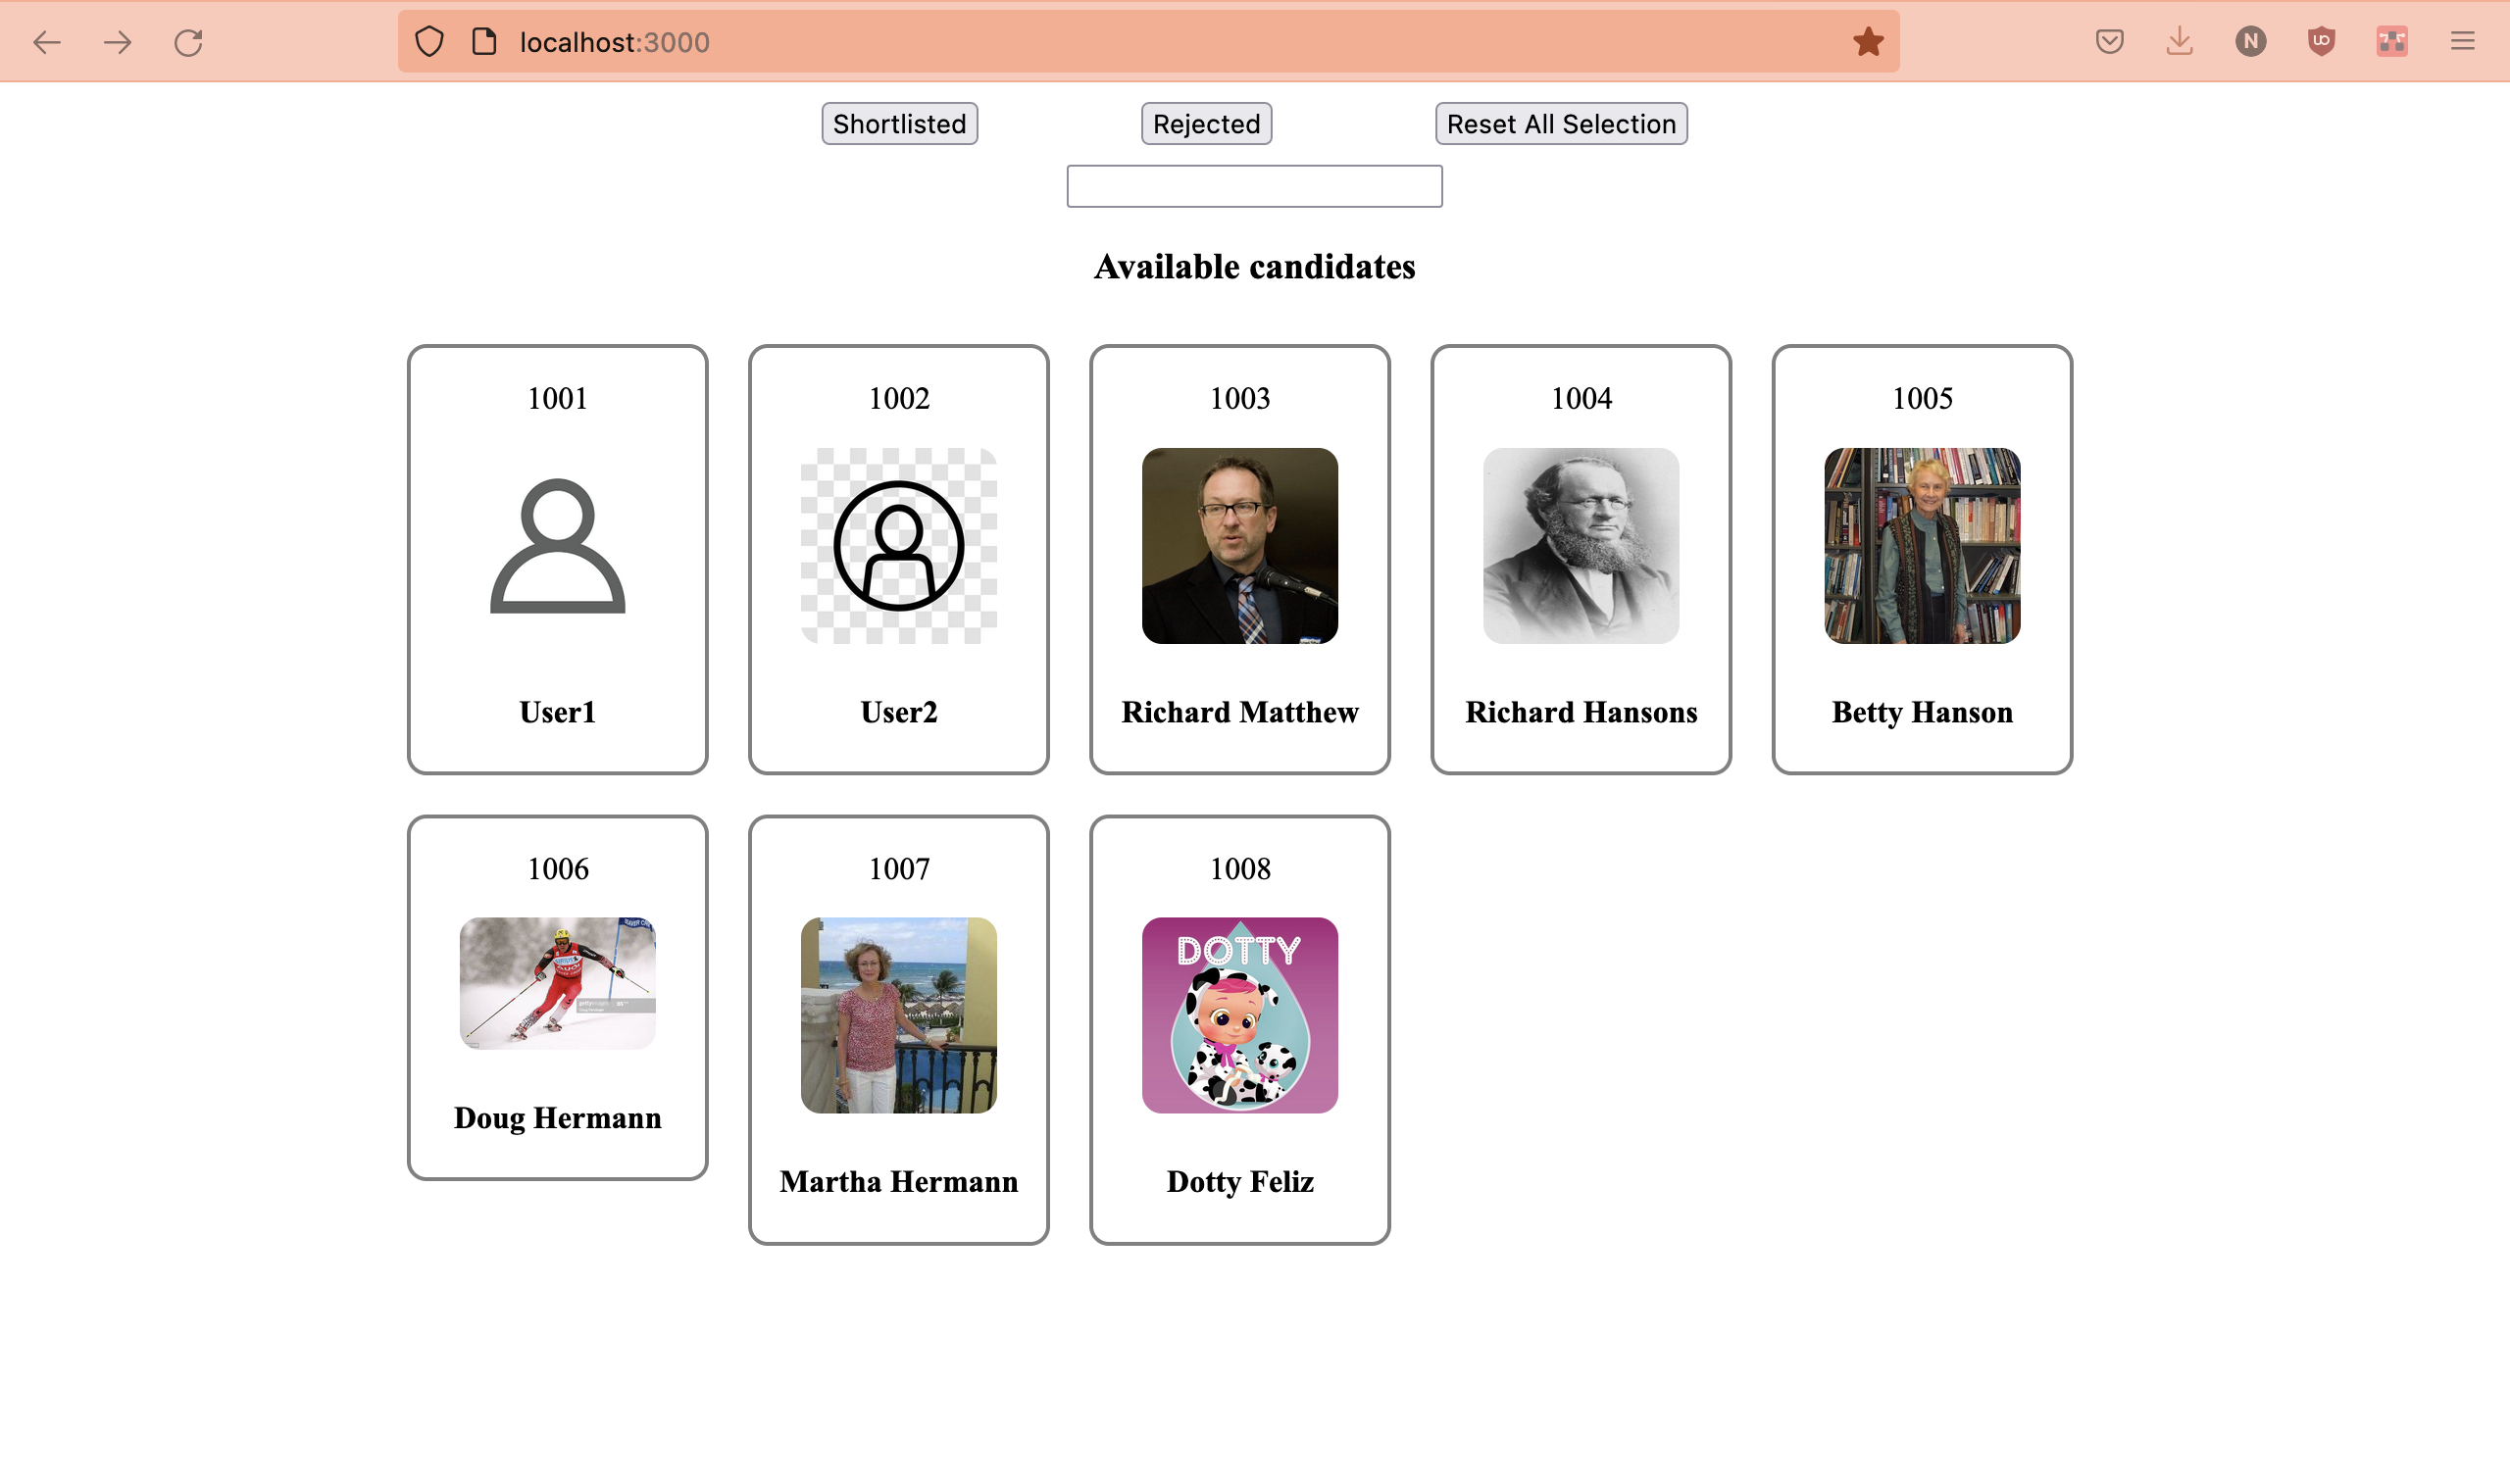 localhost:3000
N
Shortlisted
Rejected
Reset All Selection
Available candidates
1001
1002
1003
1004
1005
User1
User2
Richard Matthew
Richard Hansons
Betty Hanson
1006
1007
1008
DOTTY
Doug Hermann
Martha Hermann
Dotty Feliz